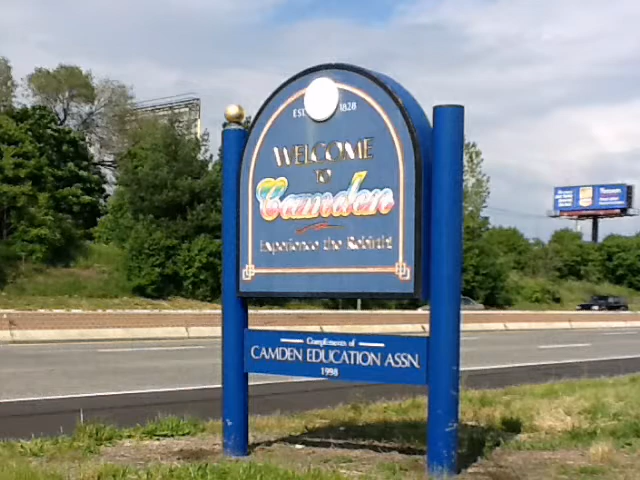 EST. 1828
WELCOME
TO
Camden
Experience the Rebirth!
Compliments of
CAMDEN EDUCATION ASSN.
1998